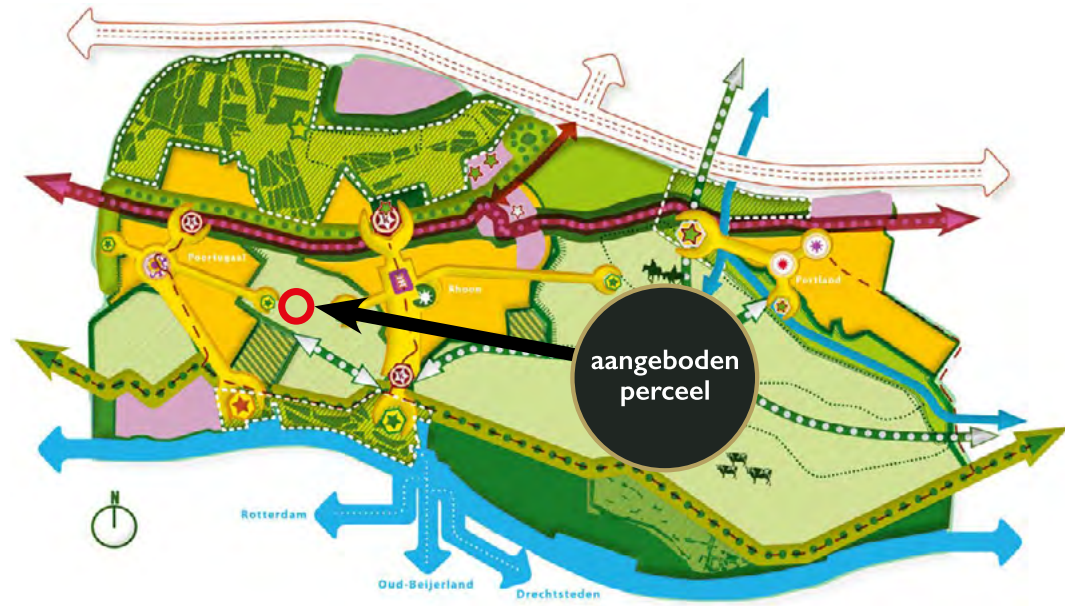 Poortugaal
Rhoon
Portland
aangeboden
perceel
N
Rotterdam
Oud-Beijerland
Drechtsteden